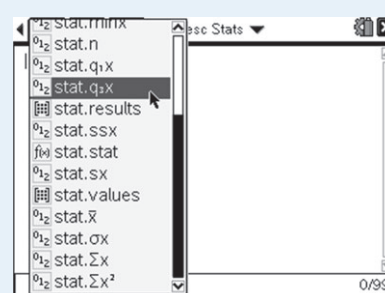 esc Stats
stat.minx
stat.n
stat.q₁x
stat.q₃x
stat.results
stat.ssx
stat.stat
stat.sx
stat.values
stat.x̄
stat.σx
stat.Σx
stat.Σx²
0/99